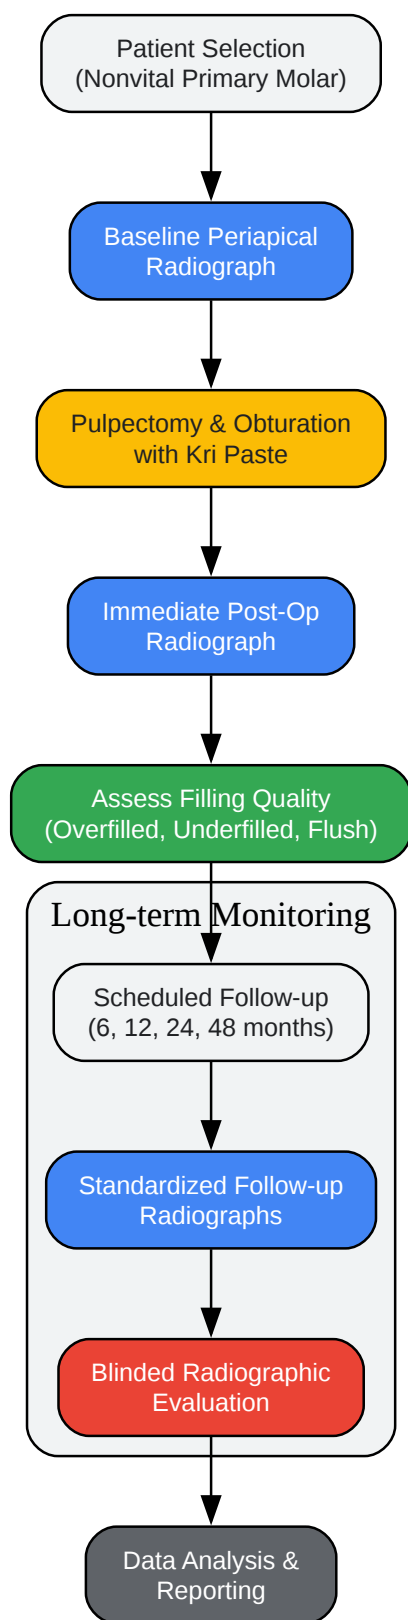 Patient Selection
(Nonvital Primary Molar)
Baseline Periapical
Radiograph
Pulpectomy & Obturation
with Kri Paste
Immediate Post-Op
Radiograph
Assess Filling Quality
(Overfilled, Underfilled, Flush)
Long-term Monitoring
Scheduled Follow-up
(6, 12, 24, 48 months)
Standardized Follow-up
Radiographs
Blinded Radiographic
Evaluation
Data Analysis &
Reporting